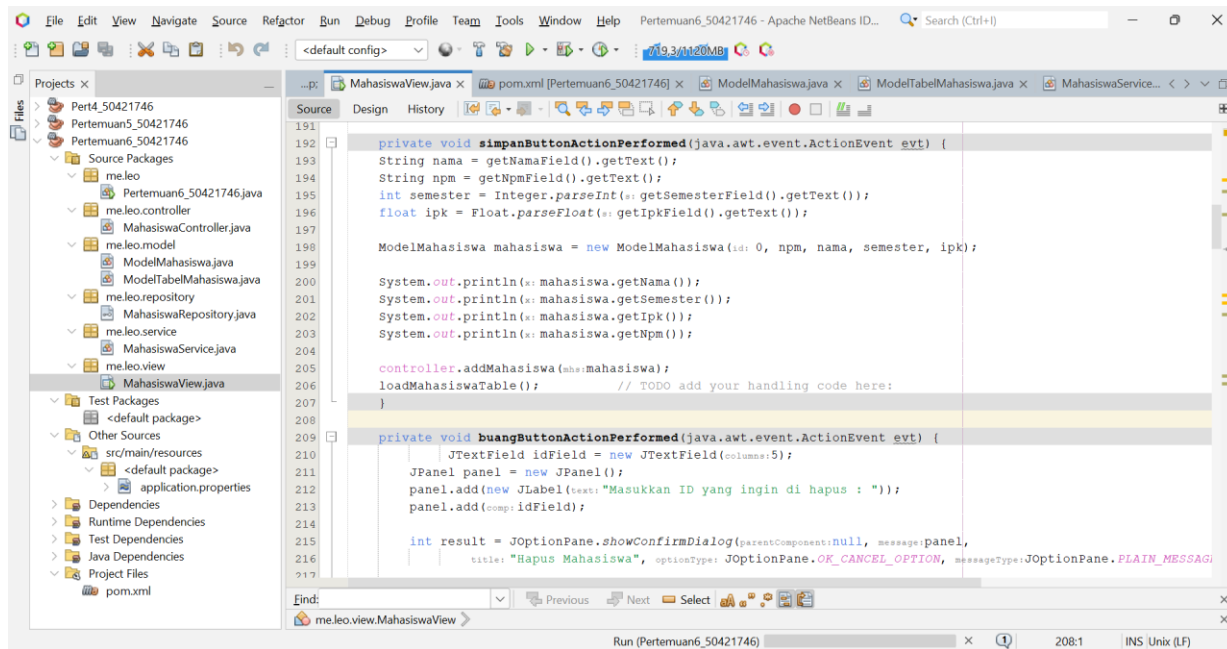 File Edit View Navigate Source Refactor Run Debug Profile Team Tools Window Help Pertemuan6_50421746 - Apache NetBeans ID... Search (Ctrl+I)
<default config> 719,3/1120MB
Projects
...p: MahasiswaView.java pom.xml [Pertemuan6_50421746] ModelMahasiswa.java ModelTabelMahasiswa.java MahasiswaService...
Files
Pert4_50421746
Pertemuan5_50421746
Pertemuan6_50421746
Source Packages
me.leo
Pertemuan6_50421746.java
me.leo.controller
MahasiswaController.java
me.leo.model
ModelMahasiswa.java
ModelTabelMahasiswa.java
me.leo.repository
MahasiswaRepository.java
me.leo.service
MahasiswaService.java
me.leo.view
MahasiswaView.java
Test Packages
<default package>
Other Sources
src/main/resources
<default package>
application.properties
Dependencies
Runtime Dependencies
Test Dependencies
Java Dependencies
Project Files
pom.xml
Source Design History
191
192 private void simpanButtonActionPerformed(java.awt.event.ActionEvent evt) {
193 String nama = getNamaField().getText();
194 String npm = getNpmField().getText();
195 int semester = Integer.parseInt(s: getSemesterField().getText());
196 float ipk = Float.parseFloat(s: getIpkField().getText());
197
198 ModelMahasiswa mahasiswa = new ModelMahasiswa(id: 0, npm, nama, semester, ipk);
199
200 System.out.println(x: mahasiswa.getNama());
201 System.out.println(x: mahasiswa.getSemester());
202 System.out.println(x: mahasiswa.getIpk());
203 System.out.println(x: mahasiswa.getNpm());
204
205 controller.addMahasiswa(mhs:mahasiswa);
206 loadMahasiswaTable(); // TODO add your handling code here:
207 }
208
209 private void buangButtonActionPerformed(java.awt.event.ActionEvent evt) {
210 JTextField idField = new JTextField(columns:5);
211 JPanel panel = new JPanel();
212 panel.add(new JLabel(text: "Masukkan ID yang ingin di hapus : "));
213 panel.add(comp: idField);
214
215 int result = JOptionPane.showConfirmDialog(parentComponent:null, message:panel,
216 title: "Hapus Mahasiswa", optionType: JOptionPane.OK_CANCEL_OPTION, messageType:JOptionPane.PLAIN_MESSAG
217
Find: Previous Next Select
me.leo.view.MahasiswaView
Run (Pertemuan6_50421746) 1 208:1 INS Unix (LF)